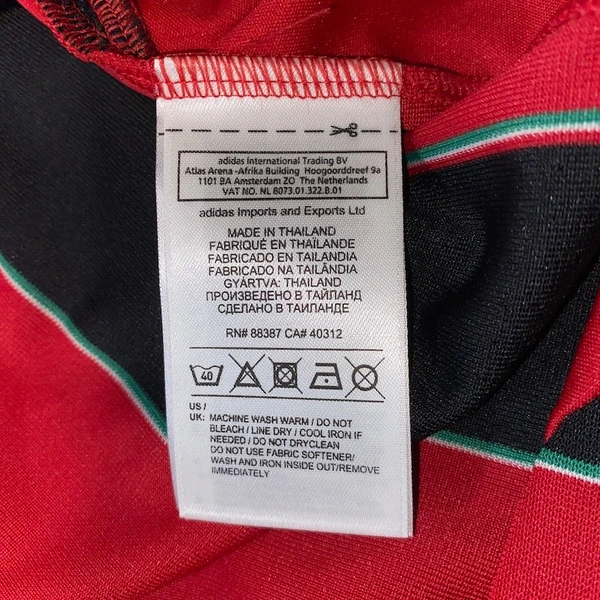 adidas International Trading BV
Atlas Arena -Afrika Building Hoogoorddreef 9a
1101 BA Amsterdam ZO The Netherlands
VAT NO. NL 8073.01.322.B.01
adidas Imports and Exports Ltd
MADE IN THAILAND
FABRIQUÉ EN THAÏLANDE
FABRICADO EN TAILANDIA
FABRICADO NA TAILÂNDIA
GYÁRTVA: THAILAND
ПРОИЗВЕДЕНО В ТАЙЛАНД
СДЕЛАНО В ТАИЛАНДЕ
RN# 88387 CA# 40312
40
US /
UK: MACHINE WASH WARM / DO NOT
BLEACH / LINE DRY / COOL IRON IF
NEEDED / DO NOT DRYCLEAN
DO NOT USE FABRIC SOFTENER/
WASH AND IRON INSIDE OUT/REMOVE
IMMEDIATELY